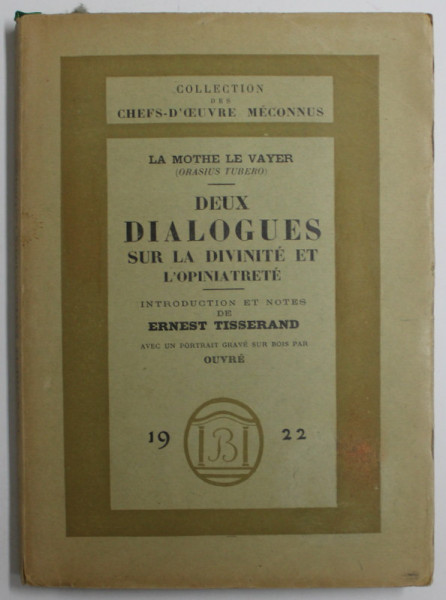 COLLECTION
DES
CHEFS-D'ŒUVRE MÉCONNUS
LA MOTHE LE VAYER
(ORASIUS TUBERO)
DEUX
DIALOGUES
SUR LA DIVINITÉ ET
L'OPINIATRETÉ
INTRODUCTION ET NOTES
DE
ERNEST TISSERAND
AVEC UN PORTRAIT GRAVÉ SUR BOIS PAR
OUVRÉ
19 B 22